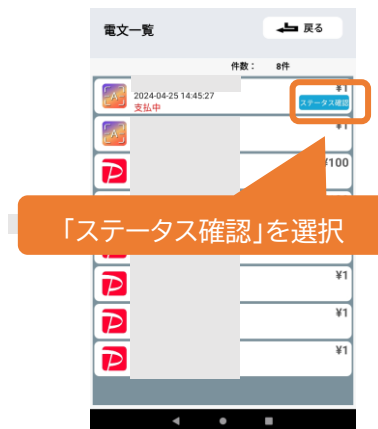 電文一覧
戻る
件数： 8件
¥1
2024-04-25 14:45:27
ステータス確認
支払中
¥1
¥100
「ステータス確認」を選択
¥1
¥1
¥1